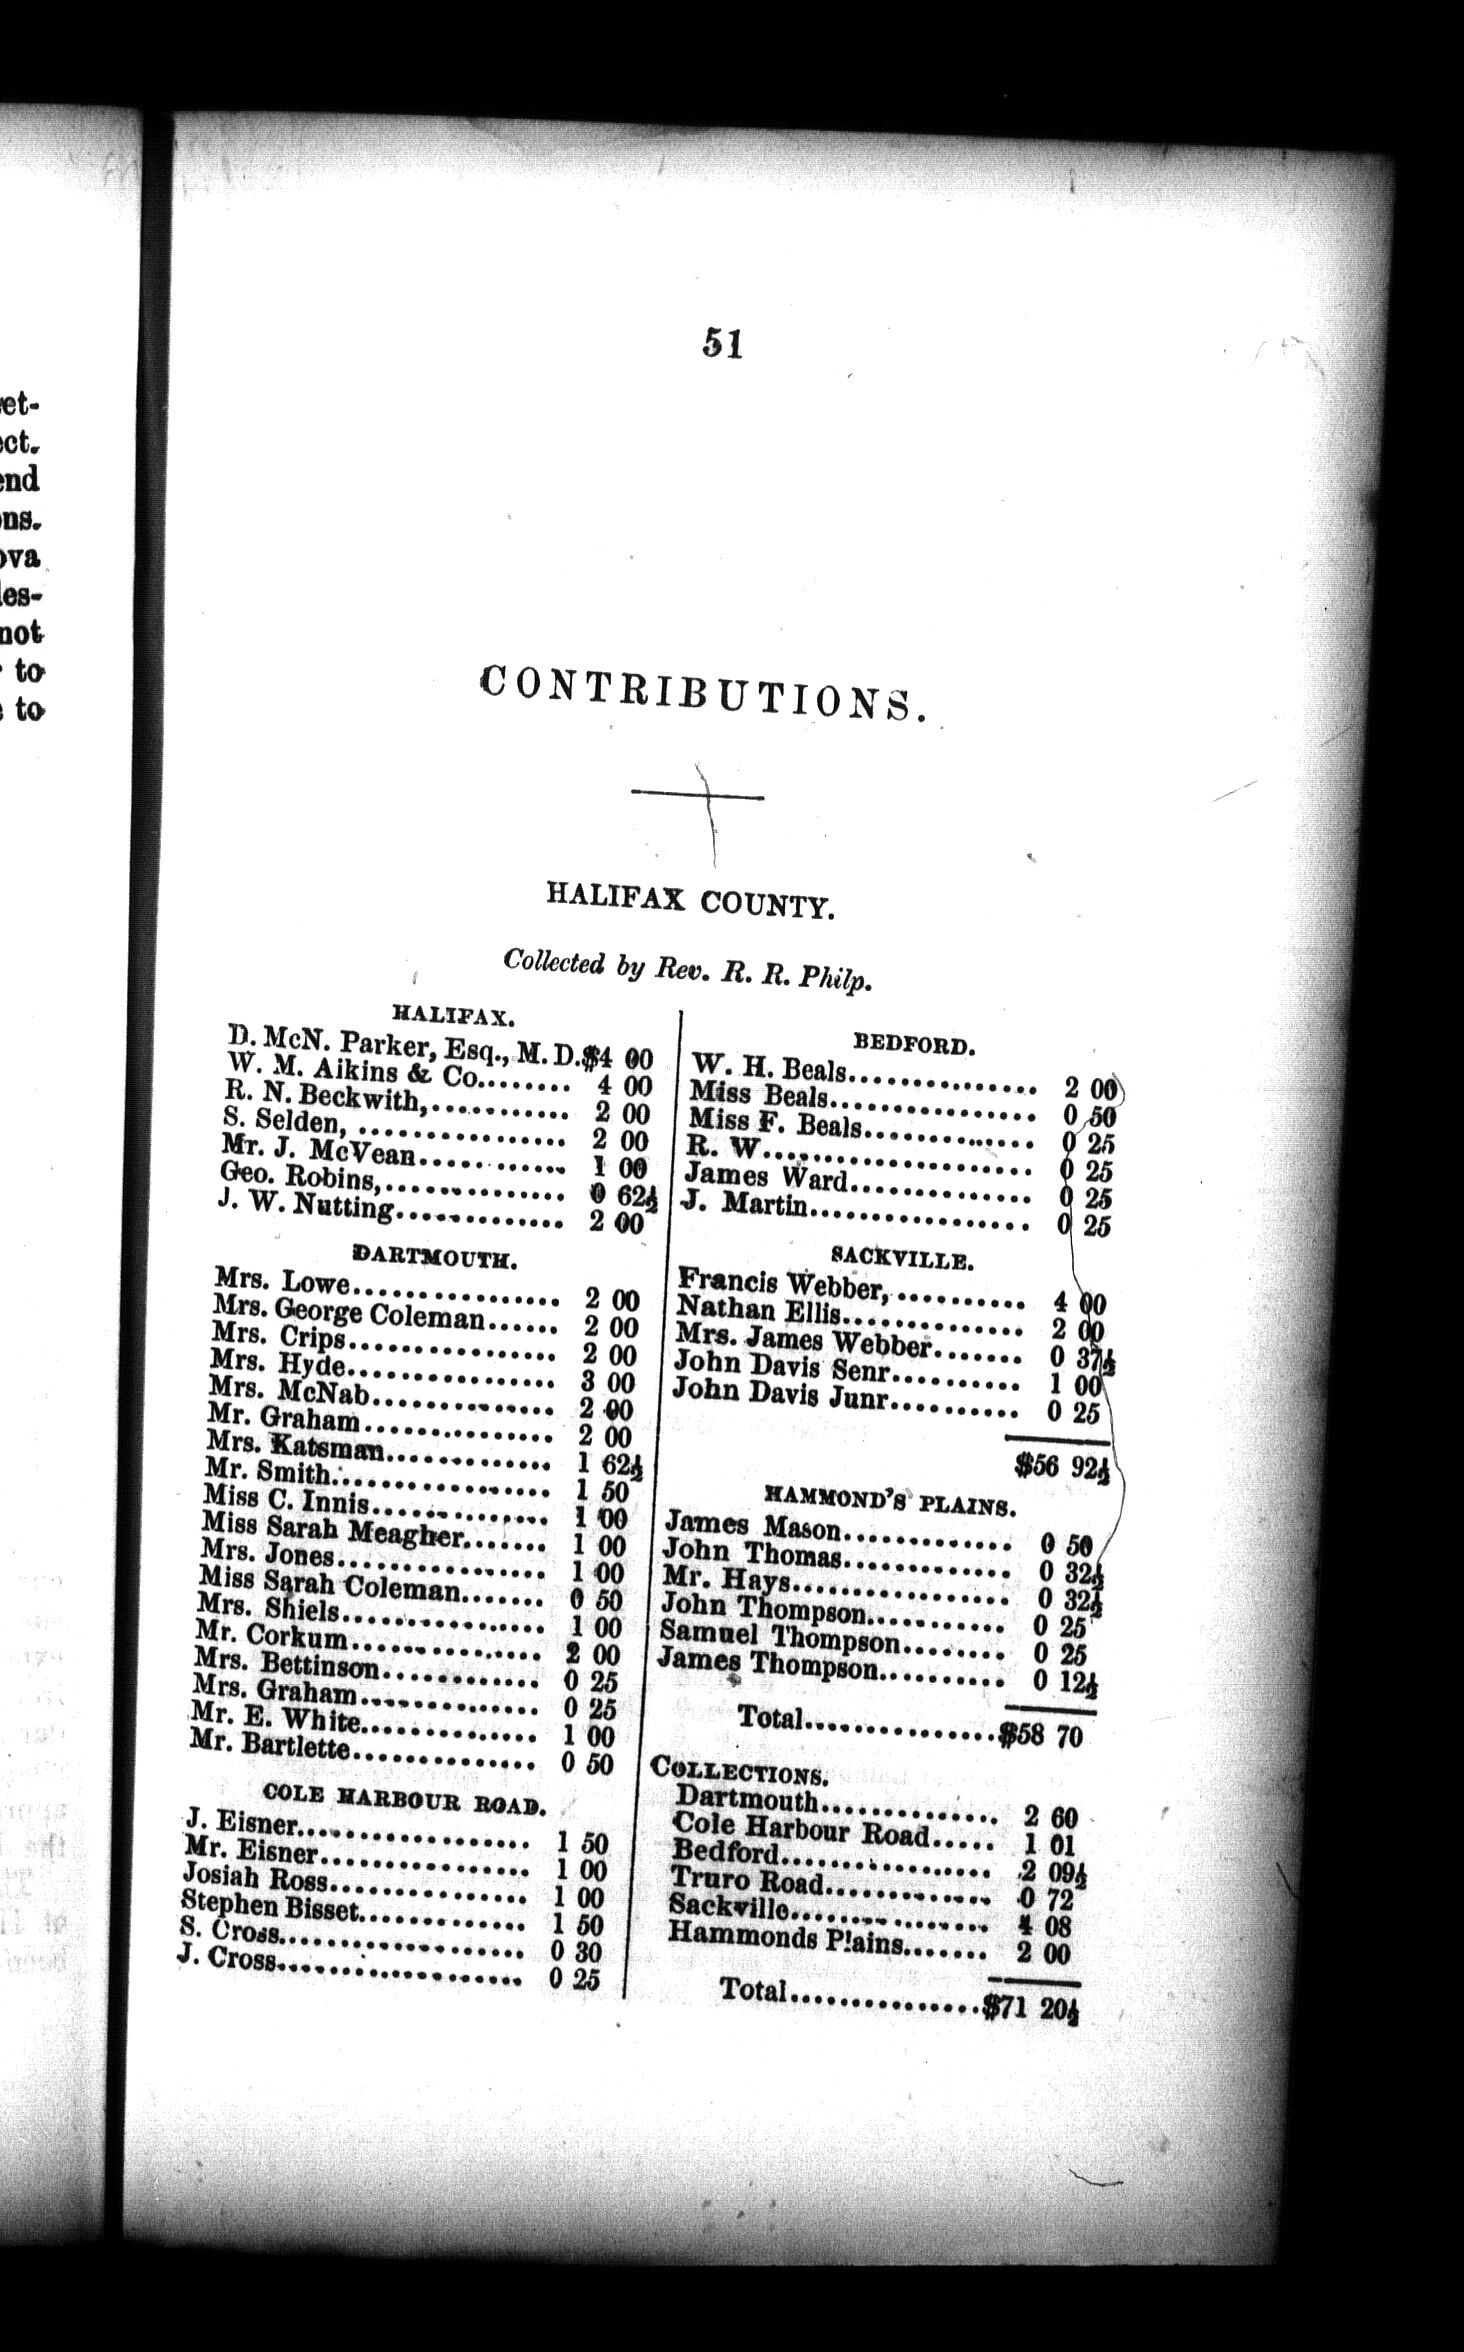 et-
ect.
end
ons.
ova
les-
not
to
to
51
CONTRIBUTIONS.
HALIFAX COUNTY.
Collected by Rev. R. R. Philp.
HALIFAX.
D. McN. Parker, Esq., M. D.$4 00
W. M. Aikins & Co........ 4 00
R. N. Beckwith,........... 2 00
S. Selden, ................ 2 00
Mr. J. McVean............ 1 00
Geo. Robins,.............. 0 62½
J. W. Nutting............. 2 00
DARTMOUTH.
Mrs. Lowe................ 2 00
Mrs. George Coleman...... 2 00
Mrs. Crips................ 2 00
Mrs. Hyde................ 3 00
Mrs. McNab.............. 2 00
Mr. Graham............... 2 00
Mrs. Katsman............. 1 62½
Mr. Smith................. 1 50
Miss C. Innis.............. 1 00
Miss Sarah Meagher....... 1 00
Mrs. Jones................ 1 00
Miss Sarah Coleman....... 0 50
Mrs. Shiels................ 1 00
Mr. Corkum............... 2 00
Mrs. Bettinson............ 0 25
Mrs. Graham.............. 0 25
Mr. E. White.............. 1 00
Mr. Bartlette.............. 0 50
COLE HARBOUR ROAD.
J. Eisner.................. 1 50
Mr. Eisner................ 1 00
Josiah Ross............... 1 00
Stephen Bisset............. 1 50
S. Cross................... 0 30
J. Cross................... 0 25
BEDFORD.
W. H. Beals............... 2 00
Miss Beals................ 0 50
Miss F. Beals............. 0 25
R. W..................... 0 25
James Ward.............. 0 25
J. Martin................. 0 25
SACKVILLE.
Francis Webber, .......... 4 00
Nathan Ellis.............. 2 00
Mrs. James Webber....... 0 37½
John Davis Senr.......... 1 00
John Davis Junr.......... 0 25
$56 92½
HAMMOND'S PLAINS.
James Mason............. 0 50
John Thomas............. 0 32½
Mr. Hays................. 0 32½
John Thompson........... 0 25
Samuel Thompson........ 0 25
James Thompson.......... 0 12½
Total...............$58 70
COLLECTIONS.
Dartmouth.............. 2 60
Cole Harbour Road..... 1 01
Bedford................. 2 09½
Truro Road............. 0 72
Sackville................ 4 08
Hammonds Plains....... 2 00
Total...............$71 20½